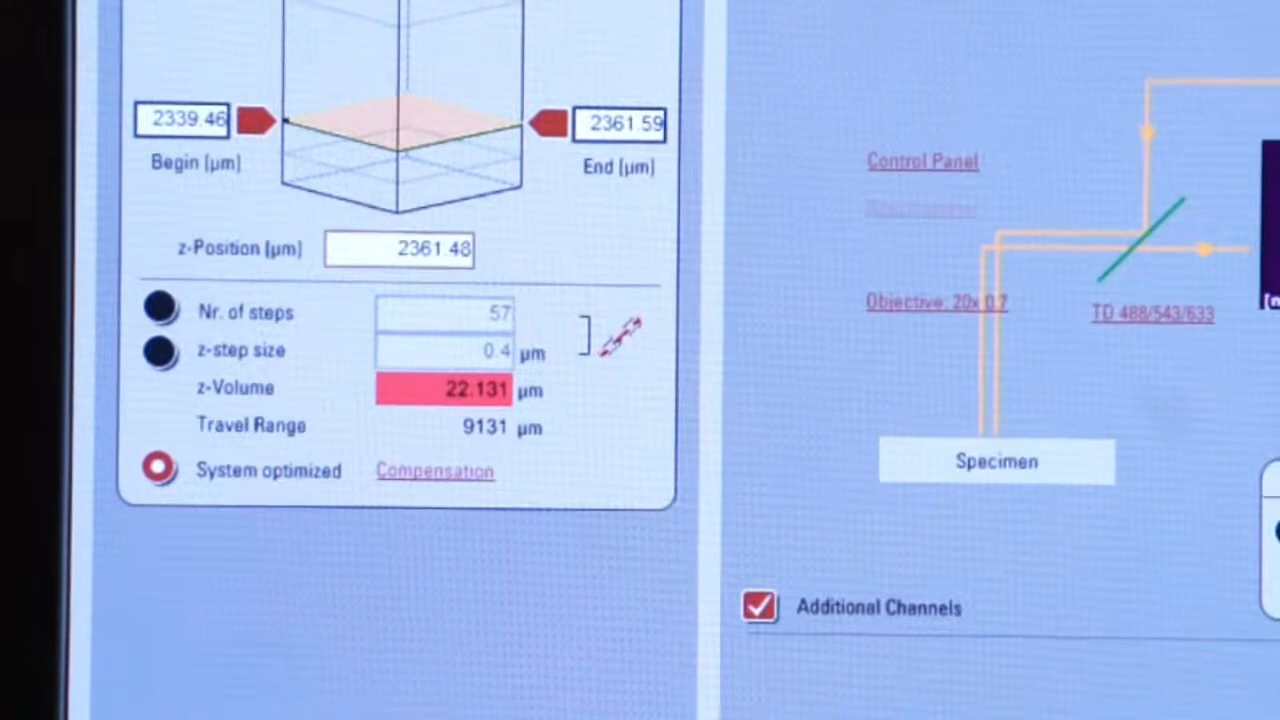 2339.46
2361.59
Begin [µm]
End [µm]
z-Position [µm]
2361.48
Nr. of steps
57
z-step size
0.4 µm
z-Volume
22.131 µm
Travel Range
9131 µm
System optimized
Compensation
Control Panel
Objective: 20x 0.7
TD 488/543/633
Specimen
Additional Channels